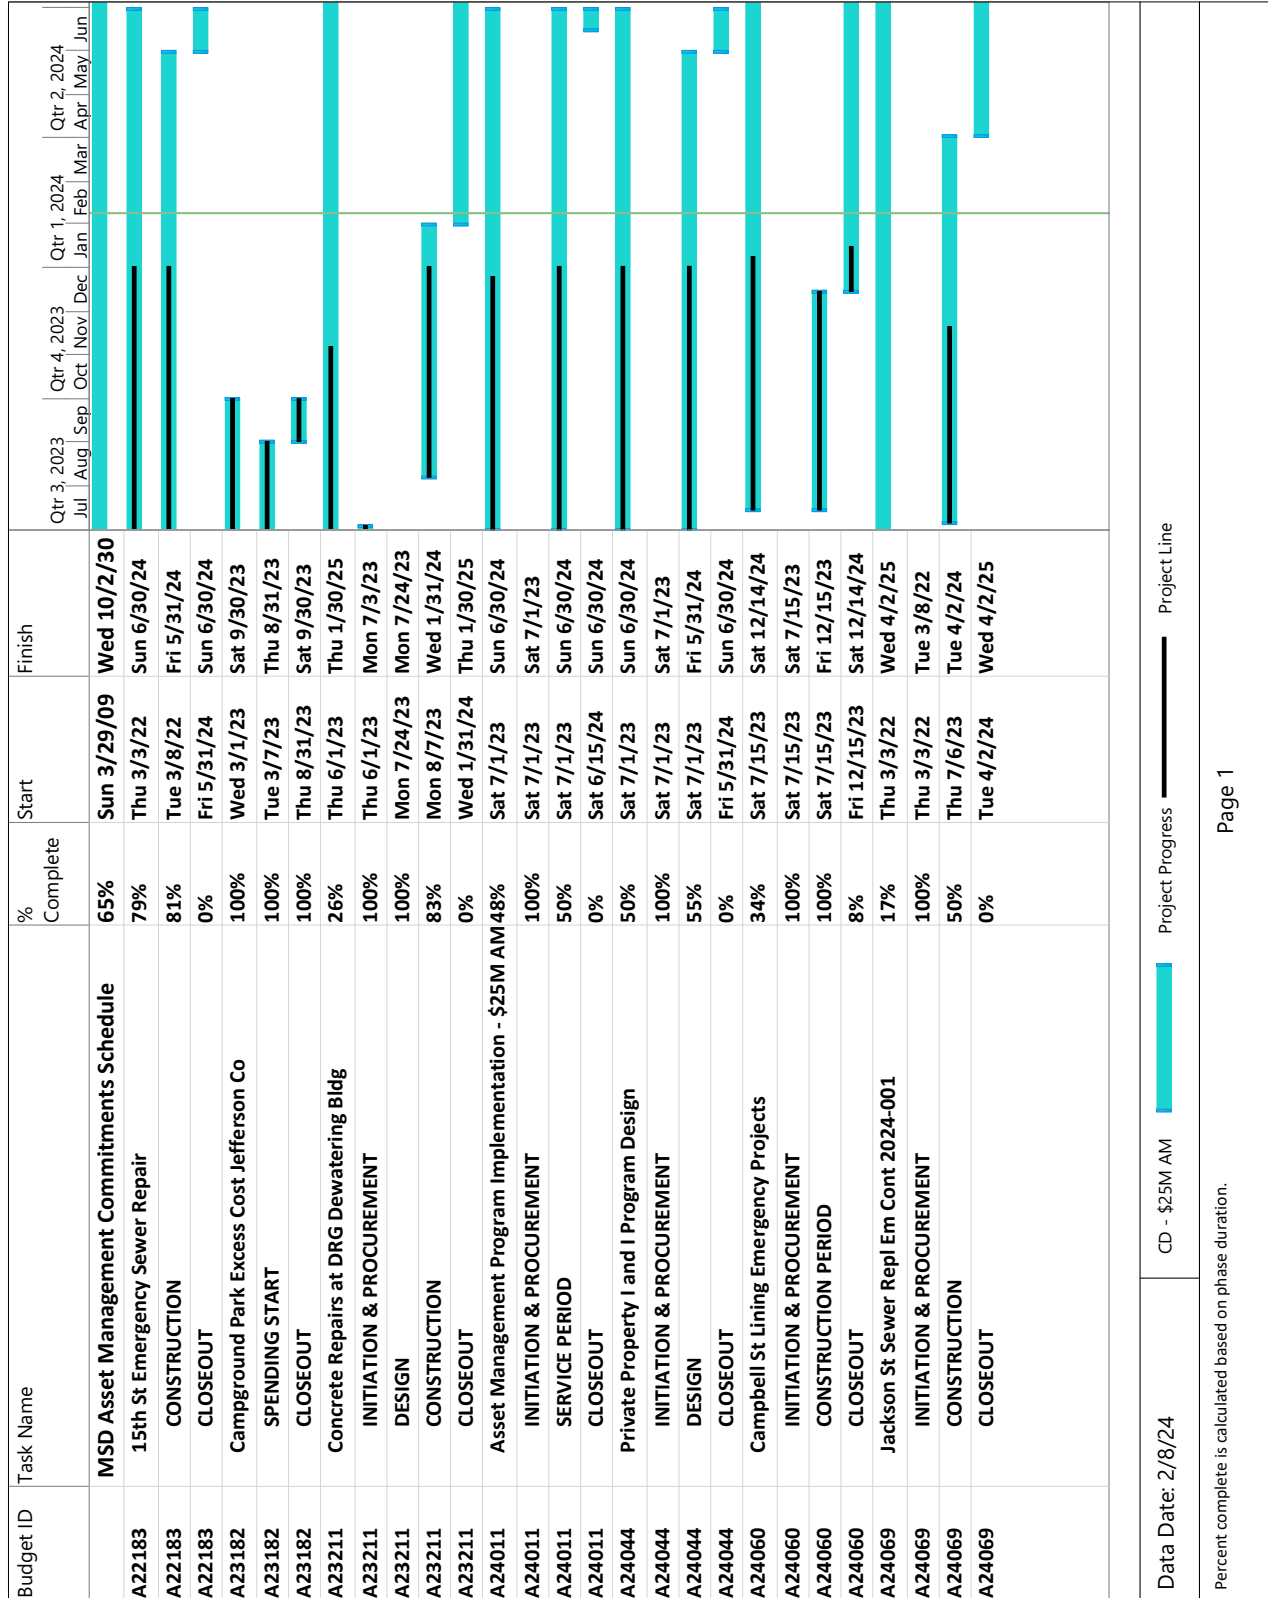 Budget ID Task Name % Complete Start Finish
Qtr 3, 2023 Qtr 4, 2023 Qtr 1, 2024 Qtr 2, 2024
Jul Aug Sep Oct Nov Dec Jan Feb Mar Apr May Jun
MSD Asset Management Commitments Schedule 65% Sun 3/29/09 Wed 10/2/30
A22183 15th St Emergency Sewer Repair 79% Thu 3/3/22 Sun 6/30/24
A22183 CONSTRUCTION 81% Tue 3/8/22 Fri 5/31/24
A22183 CLOSEOUT 0% Fri 5/31/24 Sun 6/30/24
A23182 Campground Park Excess Cost Jefferson Co 100% Wed 3/1/23 Sat 9/30/23
A23182 SPENDING START 100% Tue 3/7/23 Thu 8/31/23
A23182 CLOSEOUT 100% Thu 8/31/23 Sat 9/30/23
A23211 Concrete Repairs at DRG Dewatering Bldg 26% Thu 6/1/23 Thu 1/30/25
A23211 INITIATION & PROCUREMENT 100% Thu 6/1/23 Mon 7/3/23
A23211 DESIGN 100% Mon 7/24/23 Mon 7/24/23
A23211 CONSTRUCTION 83% Mon 8/7/23 Wed 1/31/24
A23211 CLOSEOUT 0% Wed 1/31/24 Thu 1/30/25
A24011 Asset Management Program Implementation - $25M AM 48% Sat 7/1/23 Sun 6/30/24
A24011 INITIATION & PROCUREMENT 100% Sat 7/1/23 Sat 7/1/23
A24011 SERVICE PERIOD 50% Sat 7/1/23 Sun 6/30/24
A24011 CLOSEOUT 0% Sat 6/15/24 Sun 6/30/24
A24044 Private Property I and I Program Design 50% Sat 7/1/23 Sun 6/30/24
A24044 INITIATION & PROCUREMENT 100% Sat 7/1/23 Sat 7/1/23
A24044 DESIGN 55% Sat 7/1/23 Fri 5/31/24
A24044 CLOSEOUT 0% Fri 5/31/24 Sun 6/30/24
A24060 Campbell St Lining Emergency Projects 34% Sat 7/15/23 Sat 12/14/24
A24060 INITIATION & PROCUREMENT 100% Sat 7/15/23 Sat 7/15/23
A24060 CONSTRUCTION PERIOD 100% Sat 7/15/23 Fri 12/15/23
A24060 CLOSEOUT 8% Fri 12/15/23 Sat 12/14/24
A24069 Jackson St Sewer Repl Em Cont 2024-001 17% Thu 3/3/22 Wed 4/2/25
A24069 INITIATION & PROCUREMENT 100% Thu 3/3/22 Tue 3/8/22
A24069 CONSTRUCTION 50% Thu 7/6/23 Tue 4/2/24
A24069 CLOSEOUT 0% Tue 4/2/24 Wed 4/2/25
Data Date: 2/8/24 CD - $25M AM Project Progress Project Line
Page 1
Percent complete is calculated based on phase duration.